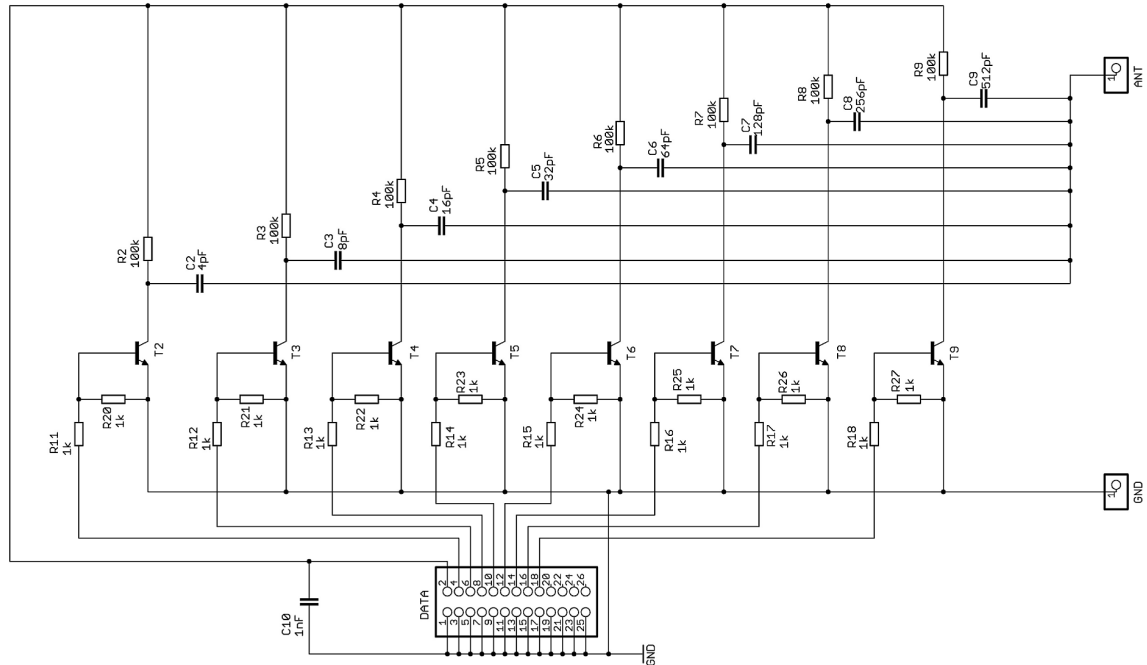 R9
100k
C9
512pF
1
ANT
R8
100k
C8
256pF
R7
100k
C7
128pF
R6
100k
C6
64pF
R5
100k
C5
32pF
R4
100k
C4
16pF
R3
100k
C3
8pF
R2
100k
C2
4pF
T2
T3
T4
T5
T6
T7
T8
T9
R20
1k
R21
1k
R22
1k
R23
1k
R24
1k
R25
1k
R26
1k
R27
1k
R11
1k
R12
1k
R13
1k
R14
1k
R15
1k
R16
1k
R17
1k
R18
1k
1
GND
C10
1nF
DATA
2
4
6
8
10
12
14
16
18
20
22
24
26
1
3
5
7
9
11
13
15
17
19
21
23
25
GND